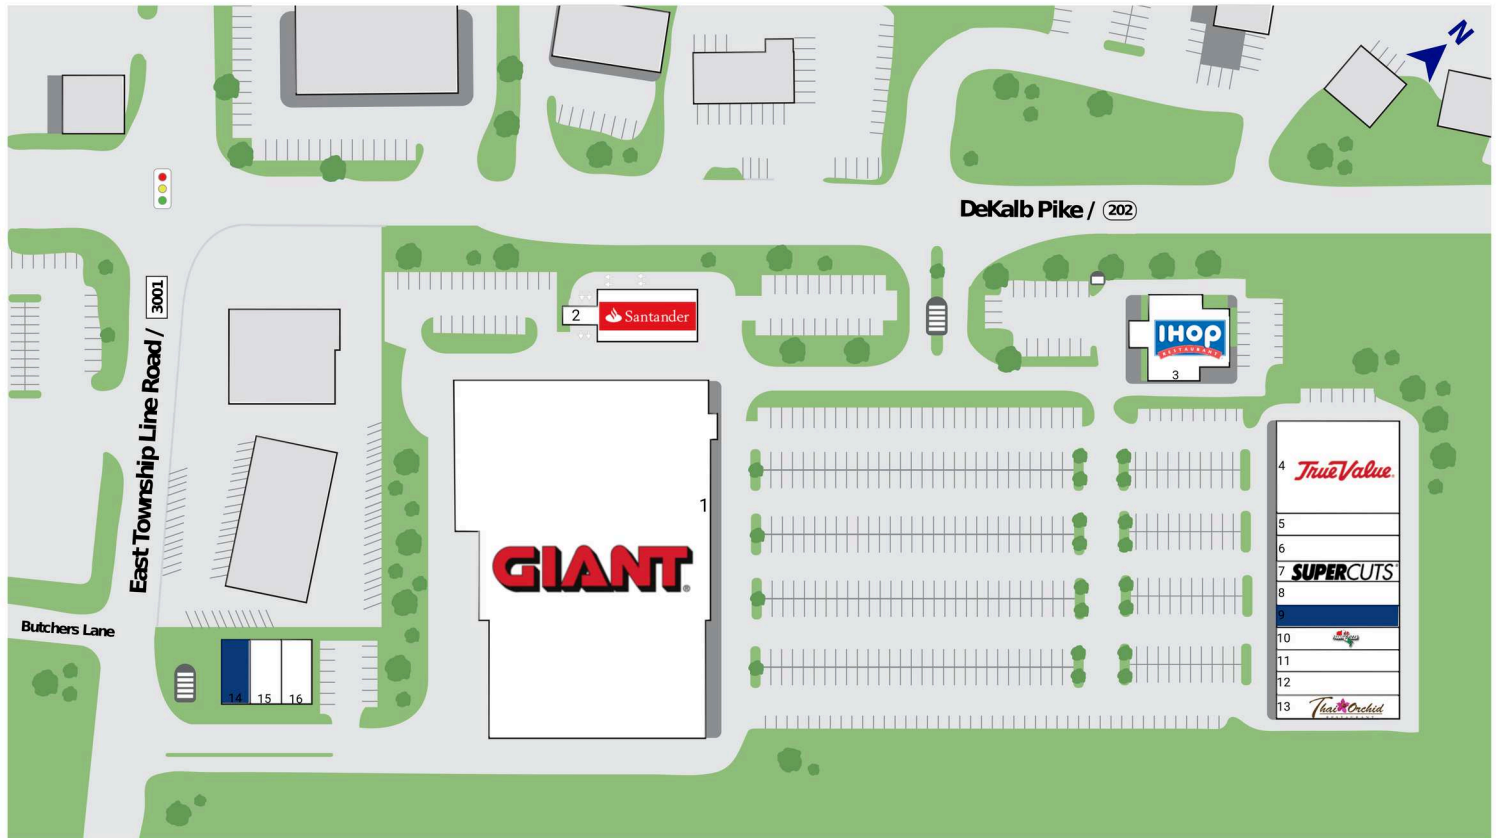 N
DeKalb Pike / 202
East Township Line Road / 3001
2 Santander
IHOP
RESTAURANT
3
1
GIANT
4 True Value
5
6
7 SUPERCUTS
8
9
10
11
12
13 Thai Orchid
Butchers Lane
14
15
16